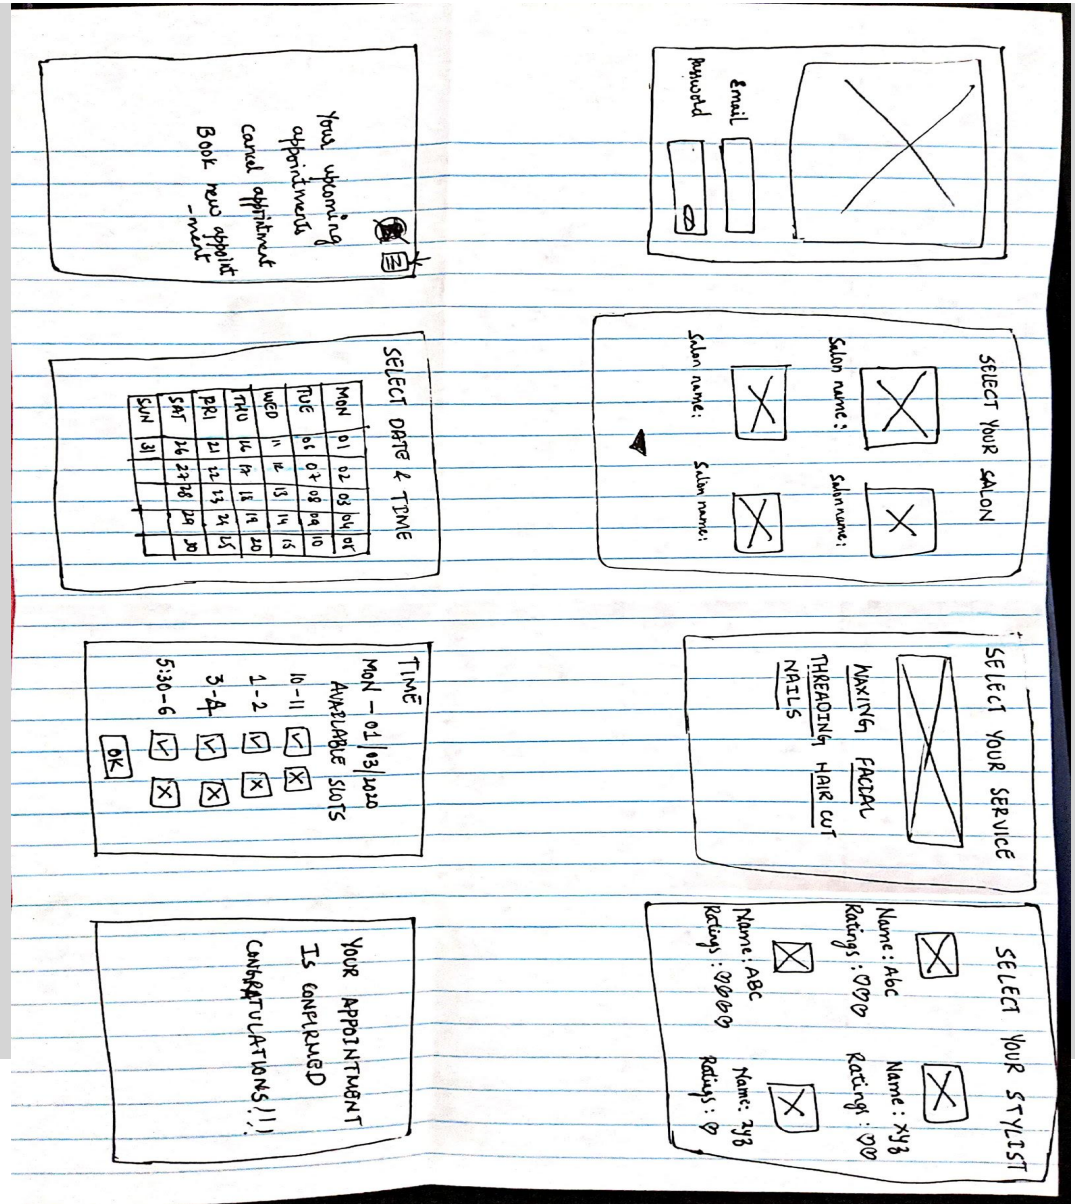 Email
Password
SELECT YOUR SALON
Salon name: Salon name:
Salon name: Salon name:
SELECT YOUR SERVICE
WAXING FACIAL
THREADING HAIR CUT
NAILS
SELECT YOUR STYLIST
Name: Abc Name: xyz
Ratings: ♡♡♡ Ratings: ♡♡
Name: ABC Name: zyz
Ratings: ♡♡♡♡ Ratings: ♡
Your upcoming
appointments
cancel appointment
Book new appoint
-ment
SELECT DATE & TIME
MON 01 02 03 04 05
TUE 06 07 08 09 10
WED 11 12 13 14 15
THU 16 17 18 19 20
FRI 21 22 23 24 25
SAT 26 27 28 29 30
SUN 31
TIME
MON - 01/03/2020
AVAILABLE SLOTS
10-11
1-2
3-4
5:30-6
OK
YOUR APPOINTMENT
IS CONFIRMED
CONGRATULATIONS!!!